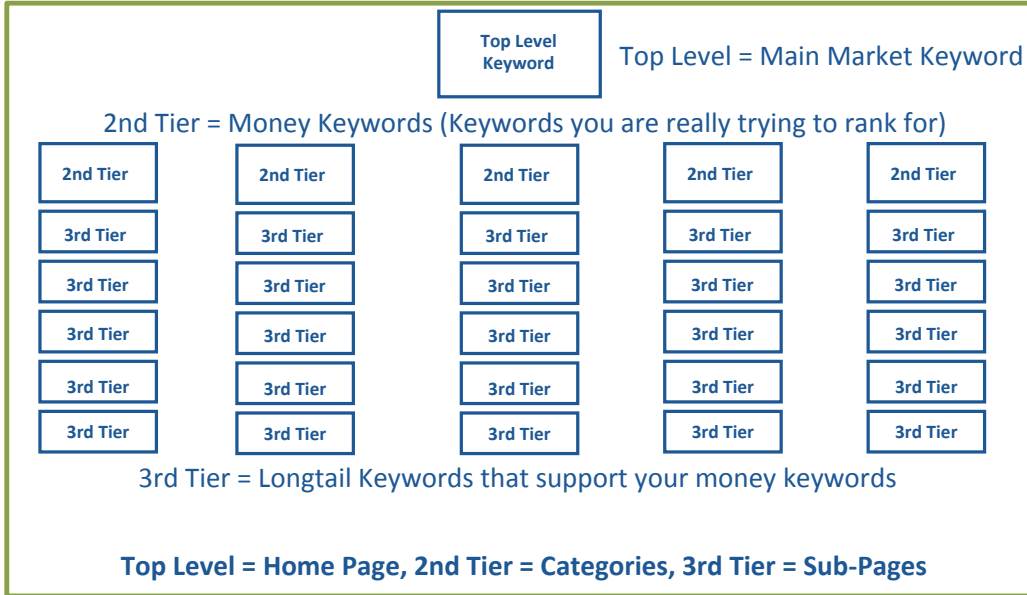 Top Level
Keyword
Top Level = Main Market Keyword
2nd Tier = Money Keywords (Keywords you are really trying to rank for)
2nd Tier 2nd Tier 2nd Tier 2nd Tier 2nd Tier
3rd Tier 3rd Tier 3rd Tier 3rd Tier 3rd Tier
3rd Tier 3rd Tier 3rd Tier 3rd Tier 3rd Tier
3rd Tier 3rd Tier 3rd Tier 3rd Tier 3rd Tier
3rd Tier 3rd Tier 3rd Tier 3rd Tier 3rd Tier
3rd Tier 3rd Tier 3rd Tier 3rd Tier 3rd Tier
3rd Tier = Longtail Keywords that support your money keywords
Top Level = Home Page, 2nd Tier = Categories, 3rd Tier = Sub-Pages